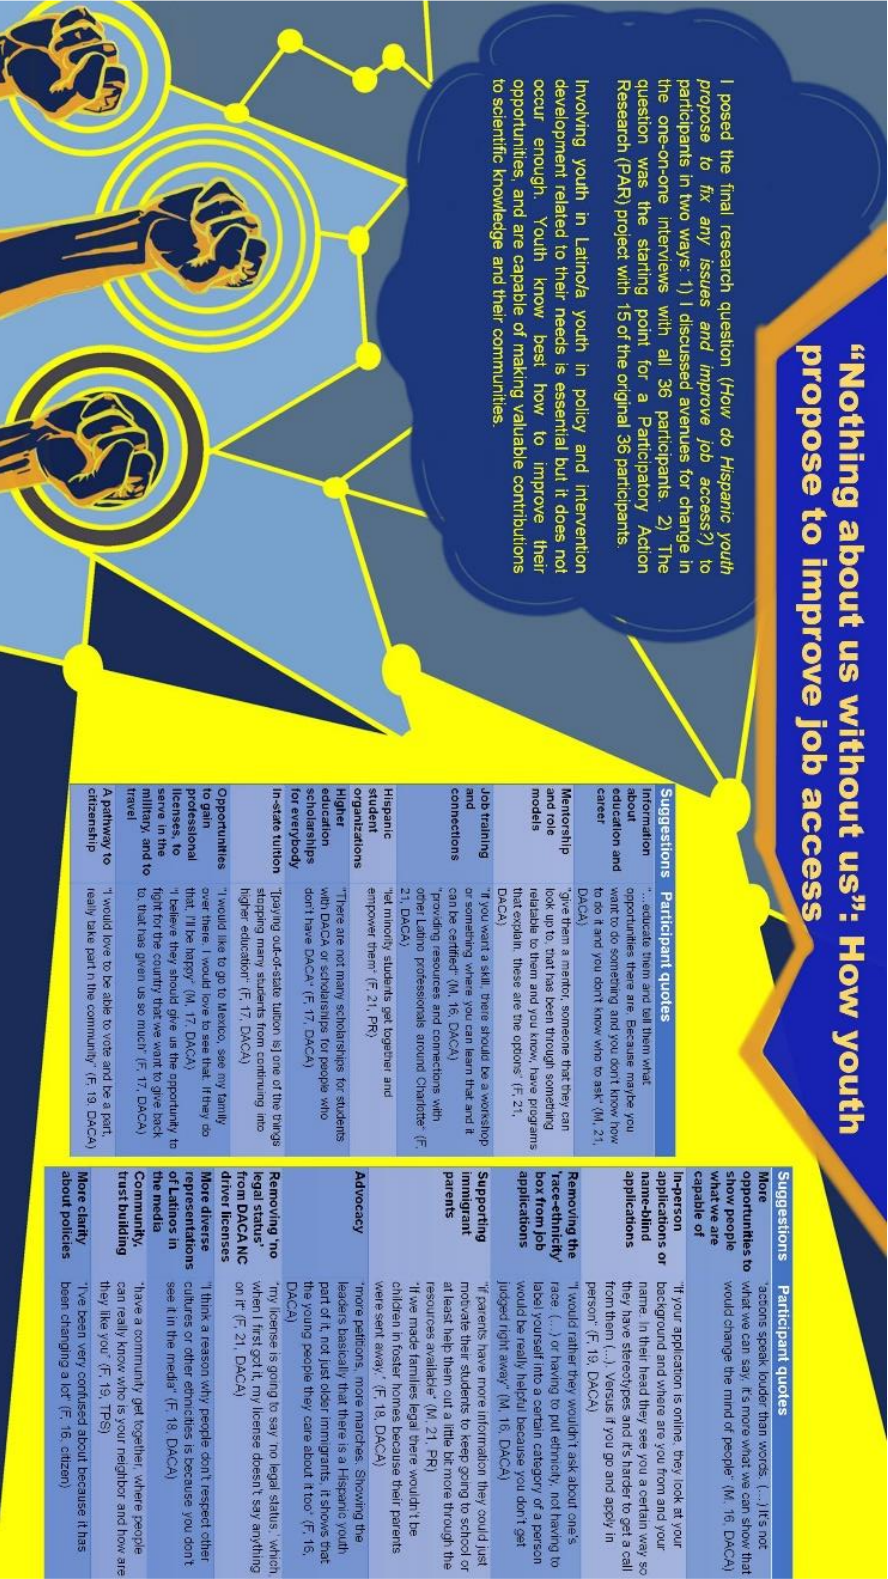 “Nothing about us without us”: How youth
propose to improve job access
I posed the final research question (How do Hispanic youth
propose to fix any issues and improve job access?) to
participants in two ways: 1) I discussed avenues for change in
the one-on-one interviews with all 36 participants. 2) The
question was the starting point for a Participatory Action
Research (PAR) project with 15 of the original 36 participants.
Involving youth in Latino/a youth in policy and intervention
development related to their needs is essential but it does not
occur enough. Youth know best how to improve their
opportunities, and are capable of making valuable contributions
to scientific knowledge and their communities.
Suggestions Participant quotes
Information
about
education and
career
“...educate them and tell them what
opportunities there are. Because maybe you
want to do something and you don't know how
to do it and you don't know who to ask” (M, 21,
DACA)
Mentorship
and role
models
“give them a mentor, someone that they can
look up to, that has been through something
relatable to them and you know, have programs
that explain, these are the options” (F, 21,
DACA)
Job training
and
connections
“if you want a skill, there should be a workshop
or something where you can learn that and it
can be certified” (M, 16, DACA)
“providing resources and connections with
other Latino professionals around Charlotte” (F,
21, DACA)
Hispanic
student
organizations
“let minority students get together and
empower them” (F, 21, PR)
Higher
education
scholarships
for everybody
“There are not many scholarships for students
with DACA or scholarships for people who
don't have DACA” (F, 17, DACA)
In-state tuition
“[paying out-of-state tuition is] one of the things
stopping many students from continuing into
higher education” (F, 17, DACA)
Opportunities
to gain
professional
licenses, to
serve in the
military, and to
travel
“I would like to go to Mexico, see my family
over there. I would love to see that. If they do
that, I'll be happy” (M, 17, DACA)
“I believe they should give us the opportunity to
fight for the country that we want to give back
to, that has given us so much” (F, 17, DACA)
A pathway to
citizenship
“I would love to be able to vote and be a part,
really take part in the community” (F, 19, DACA)
Suggestions Participant quotes
More
opportunities to
show people
what we are
capable of
“actions speak louder than words. (...) It's not
what we can say, it's more what we can show that
would change the mind of people” (M, 16, DACA)
In-person
applications or
name-blind
applications
“If your application is online, they look at your
background and where are you from and your
name. In their head they see you a certain way so
they have stereotypes and it's harder to get a call
from them (...). Versus if you go and apply in
person” (F, 19, DACA)
Removing the
'race-ethnicity'
box from job
applications
“I would rather they wouldn't ask about one's
race. (...) or having to put ethnicity, not having to
label yourself into a certain category of a person
would be really helpful because you don't get
judged right away” (M, 16, DACA)
Supporting
immigrant
parents
“if parents have more information they could just
motivate their students to keep going to school or
at least help them out a little bit more through the
resources available” (M, 21, PR)
“If we made families legal there wouldn't be
children in foster homes because their parents
were sent away.” (F, 18, DACA)
Advocacy
“more petitions, more marches. Showing the
leaders basically that there is a Hispanic youth
part of it, not just older immigrants, it shows that
the young people they care about it too” (F, 16,
DACA)
Removing 'no
legal status'
from DACA NC
driver licenses
“my license is going to say 'no legal status,' which
when I first got it, my license doesn't say anything
on it” (F, 21, DACA)
More diverse
representations
of Latinos in
the media
“I think a reason why people don't respect other
cultures or other ethnicities is because you don't
see it in the media” (F, 18, DACA)
Community,
trust building
“have a community get together, where people
can really know who is your neighbor and how are
they like you” (F, 19, TPS)
More clarity
about policies
“I've been very confused about because it has
been changing a lot” (F, 16, citizen)